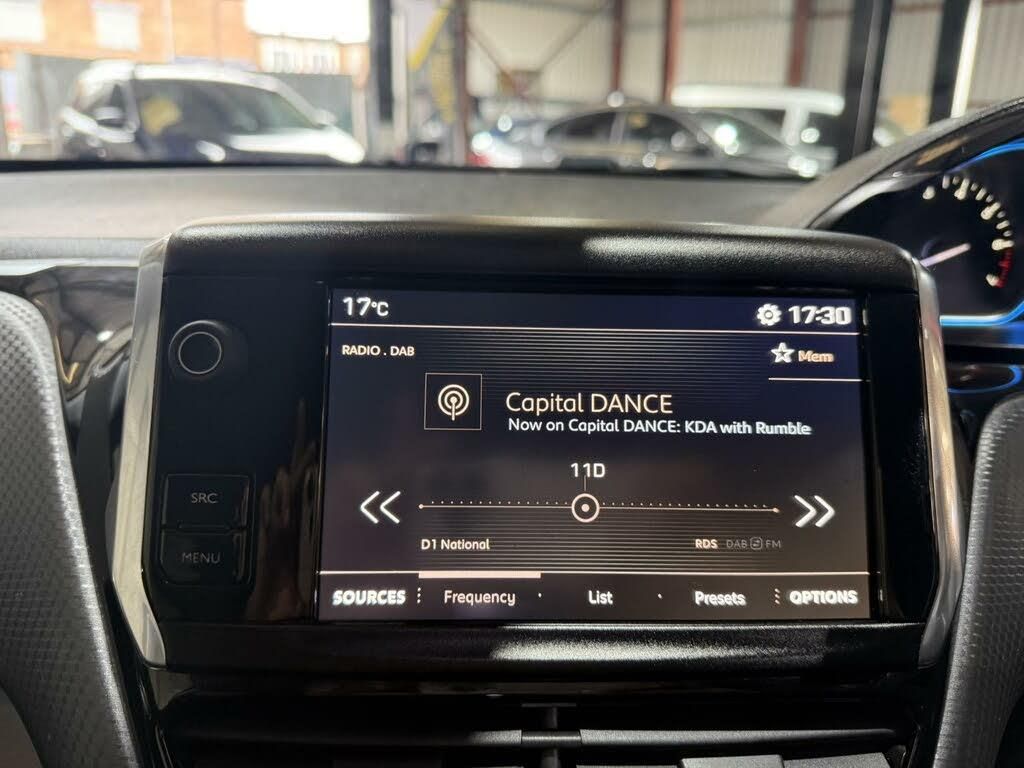 17°C 17:30
RADIO . DAB Mem
Capital DANCE
Now on Capital DANCE: KDA with Rumble
11D
SRC
D1 National RDS DAB FM
MENU
SOURCES Frequency List Presets OPTIONS